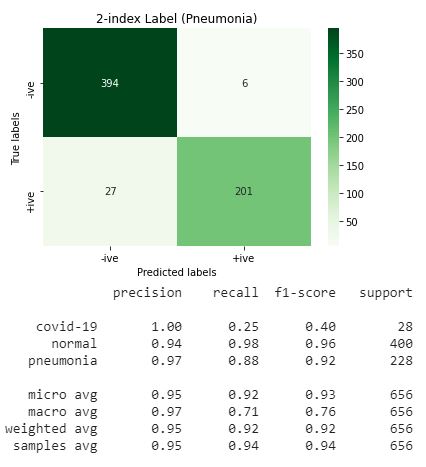 2-index Label (Pneumonia)
-ive 394 6
True labels
+ive 27 201
-ive +ive
Predicted labels
350
300
250
200
150
100
50
precision recall f1-score support
covid-19 1.00 0.25 0.40 28
normal 0.94 0.98 0.96 400
pneumonia 0.97 0.88 0.92 228
micro avg 0.95 0.92 0.93 656
macro avg 0.97 0.71 0.76 656
weighted avg 0.95 0.92 0.92 656
samples avg 0.95 0.94 0.94 656